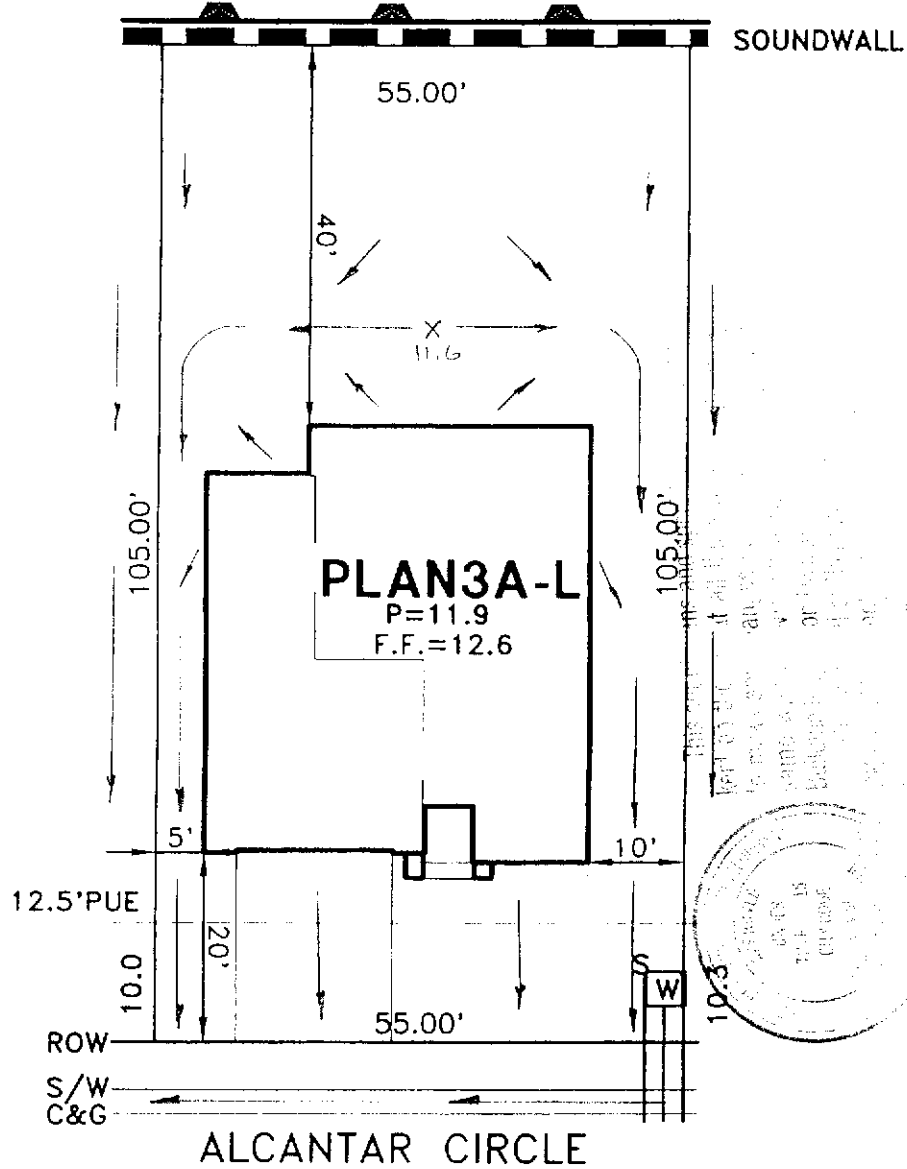 SOUNDWALL
55.00'
40'
X
11.6
105.00'
105.00'
PLAN3A-L
P=11.9
F.F.=12.6
5'
10'
12.5'PUE
20'
10.0
S
W
10.3
55.00'
ROW
S/W
C&G
ALCANTAR CIRCLE